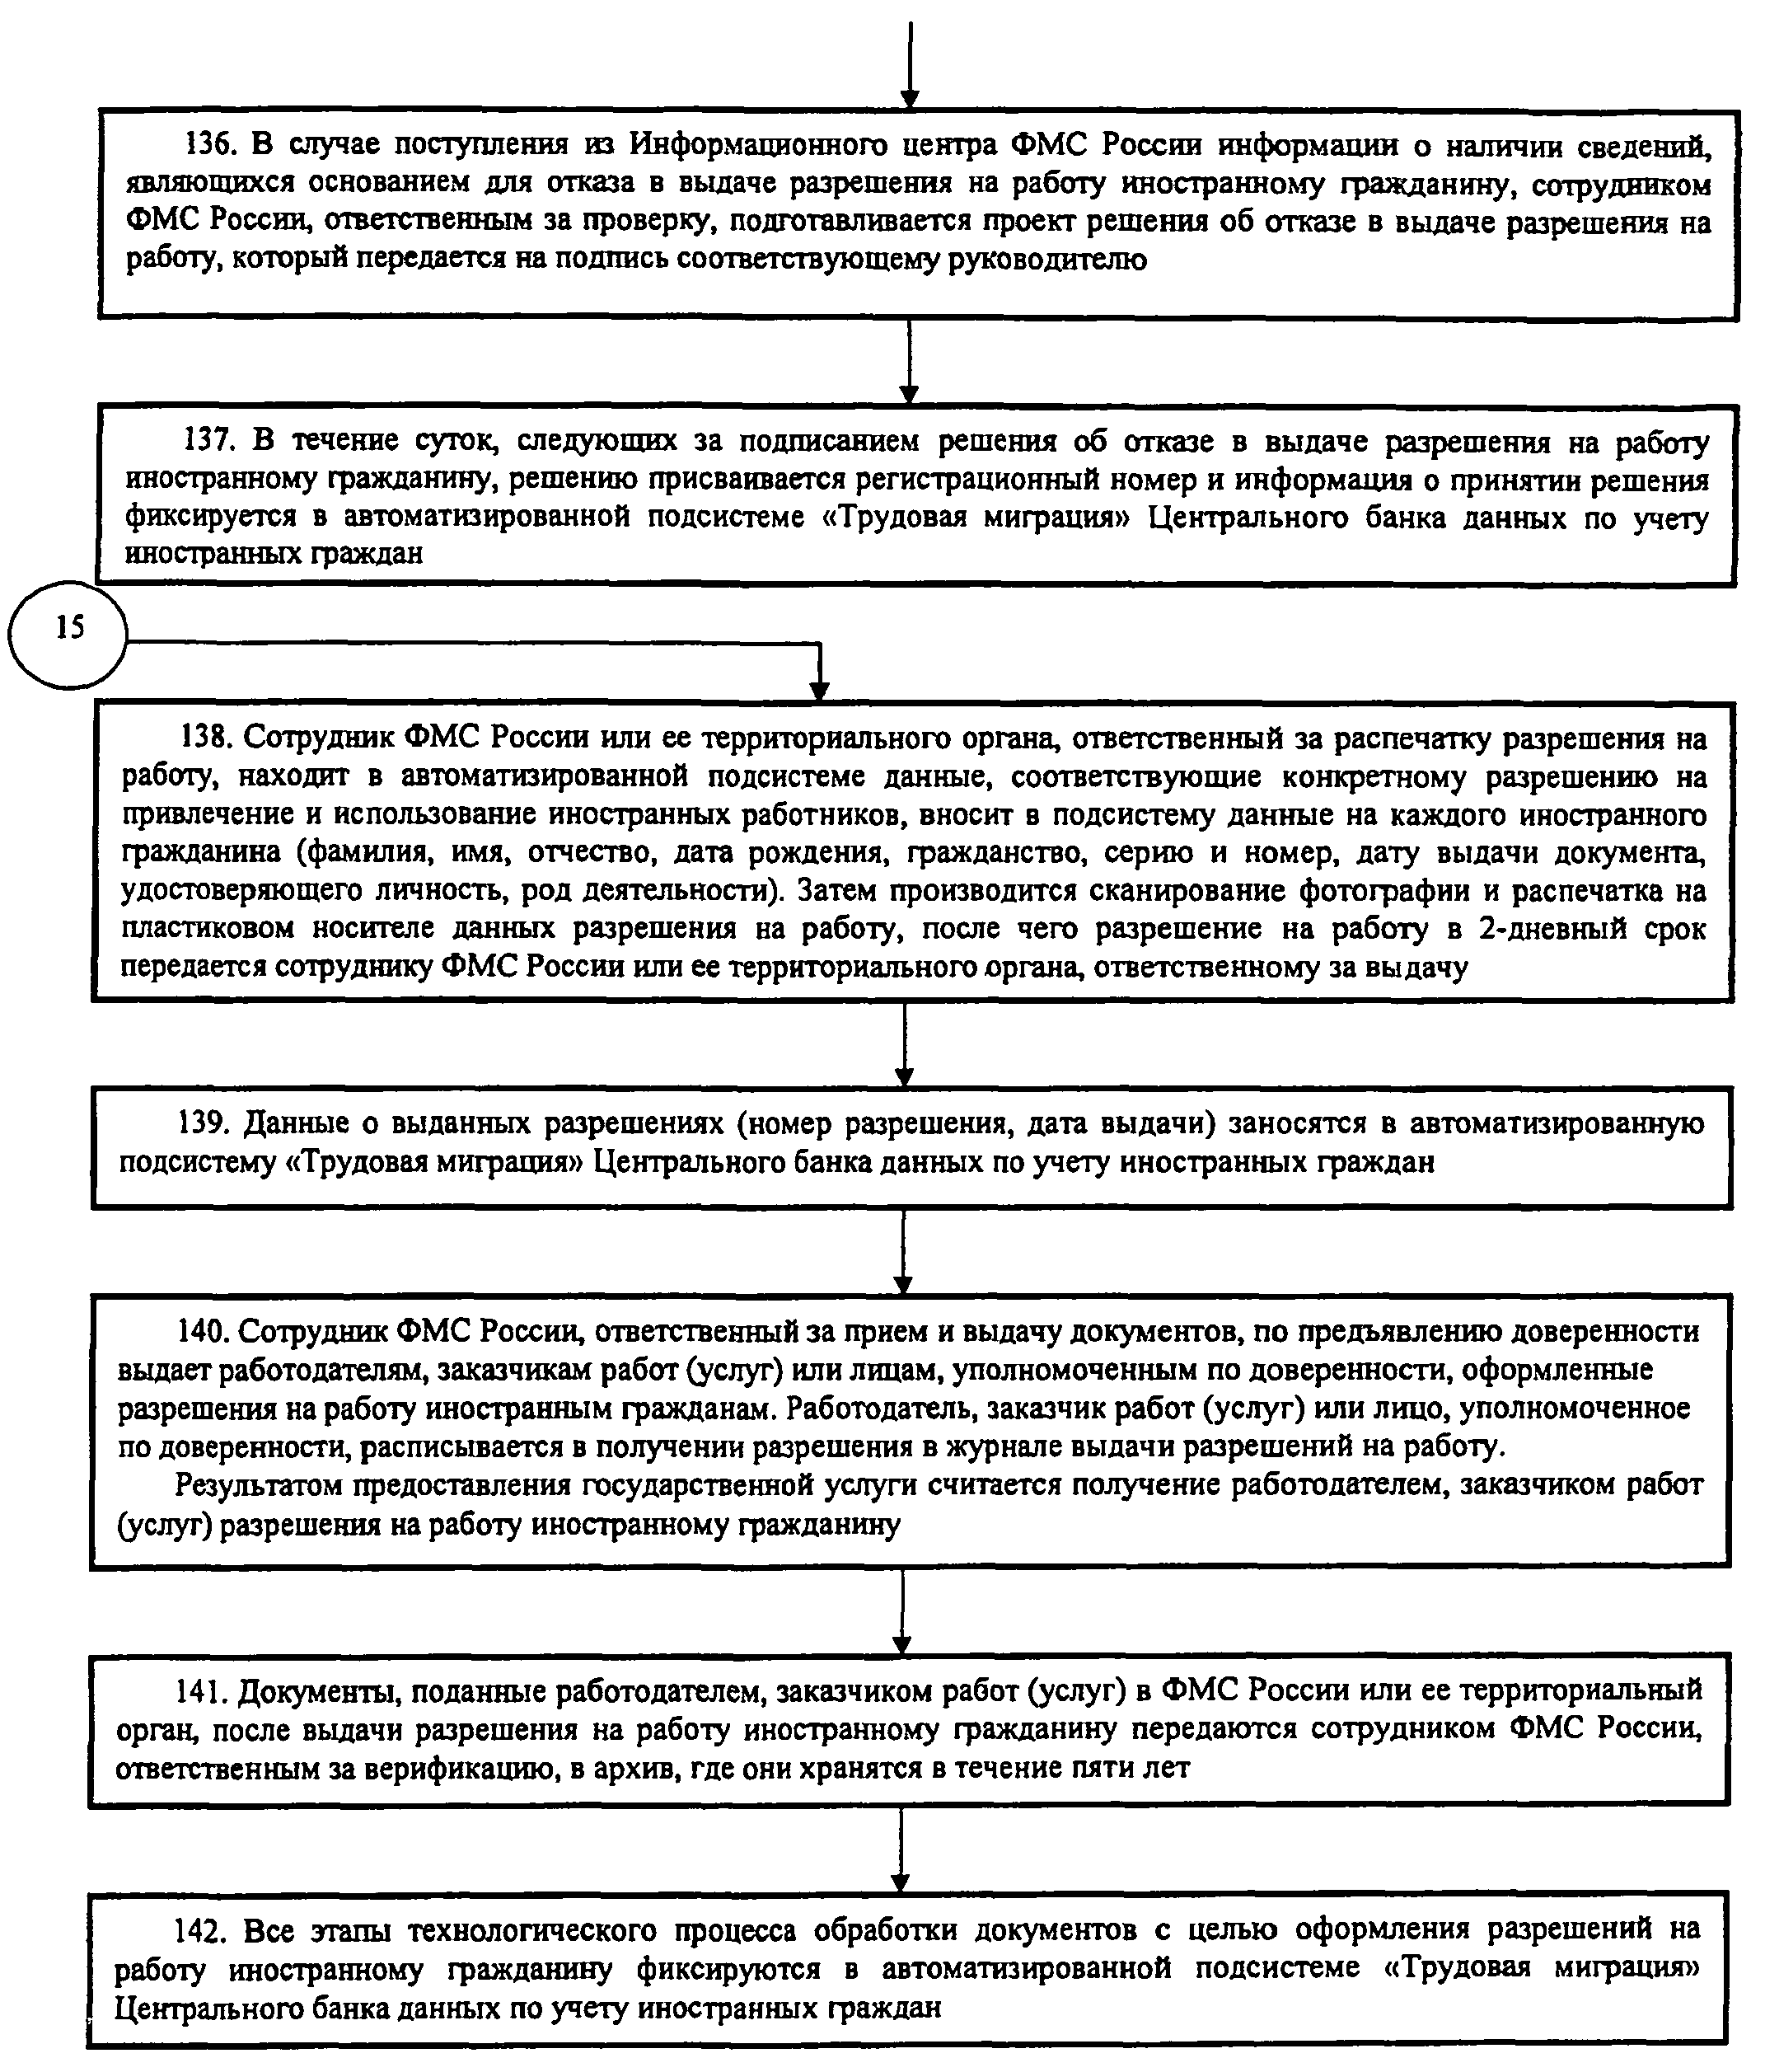 136. В случае поступления из Информационного центра ФМС России информации о наличии сведений,
являющихся основанием для отказа в выдаче разрешения на работу иностранному гражданину, сотрудником
ФМС России, ответственным за проверку, подготавливается проект решения об отказе в выдаче разрешения на
работу, который передается на подпись соответствующему руководителю
137. В течение суток, следующих за подписанием решения об отказе в выдаче разрешения на работу
иностранному гражданину, решению присваивается регистрационный номер и информация о принятии решения
фиксируется в автоматизированной подсистеме «Трудовая миграция» Центрального банка данных по учету
иностранных граждан
15
138. Сотрудник ФМС России или ее территориального органа, ответственный за распечатку разрешения на
работу, находит в автоматизированной подсистеме данные, соответствующие конкретному разрешению на
привлечение и использование иностранных работников, вносит в подсистему данные на каждого иностранного
гражданина (фамилия, имя, отчество, дата рождения, гражданство, серию и номер, дату выдачи документа,
удостоверяющего личность, род деятельности). Затем производится сканирование фотографии и распечатка на
пластиковом носителе данных разрешения на работу, после чего разрешение на работу в 2-дневный срок
передается сотруднику ФМС России или ее территориального органа, ответственному за выдачу
139. Данные о выданных разрешениях (номер разрешения, дата выдачи) заносятся в автоматизированную
подсистему «Трудовая миграция» Центрального банка данных по учету иностранных граждан
140. Сотрудник ФМС России, ответственный за прием и выдачу документов, по предъявлению доверенности
выдает работодателям, заказчикам работ (услуг) или лицам, уполномоченным по доверенности, оформленные
разрешения на работу иностранным гражданам. Работодатель, заказчик работ (услуг) или лицо, уполномоченное
по доверенности, расписывается в получении разрешения в журнале выдачи разрешений на работу.
Результатом предоставления государственной услуги считается получение работодателем, заказчиком работ
(услуг) разрешения на работу иностранному гражданину
141. Документы, поданные работодателем, заказчиком работ (услуг) в ФМС России или ее территориальный
орган, после выдачи разрешения на работу иностранному гражданину передаются сотрудником ФМС России,
ответственным за верификацию, в архив, где они хранятся в течение пяти лет
142. Все этапы технологического процесса обработки документов с целью оформления разрешений на
работу иностранному гражданину фиксируются в автоматизированной подсистеме «Трудовая миграция»
Центрального банка данных по учету иностранных граждан